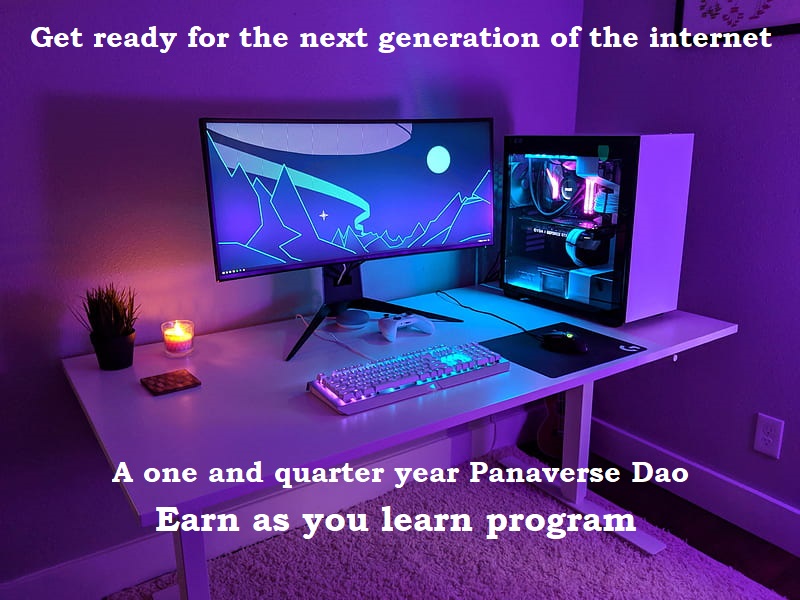 Get ready for the next generation of the internet
A one and quarter year Panaverse Dao
Earn as you learn program